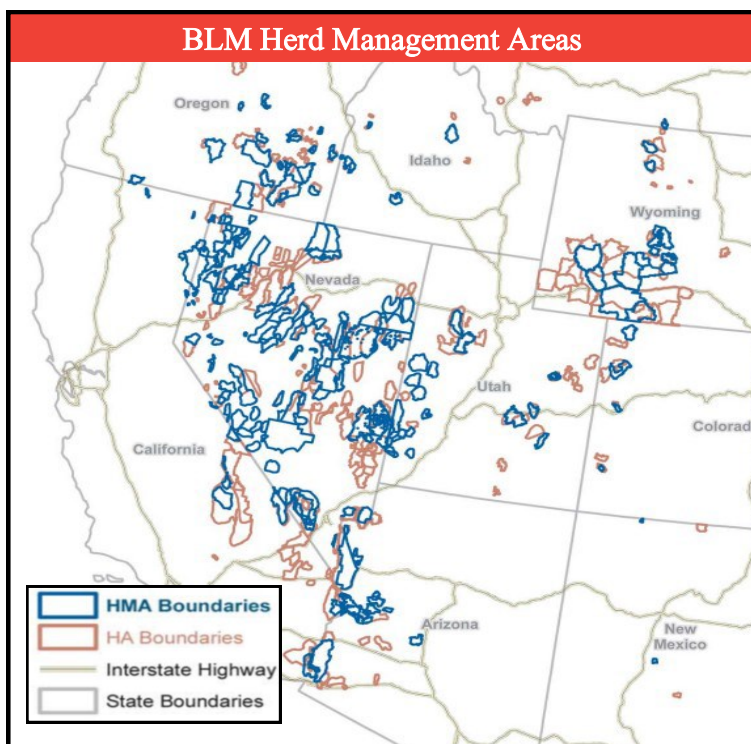 BLM Herd Management Areas
Oregon
Idaho
Wyoming
Nevada
Utah
Colorad
California
Arizona
New
Mexico
HMA Boundaries
HA Boundaries
Interstate Highway
State Boundaries